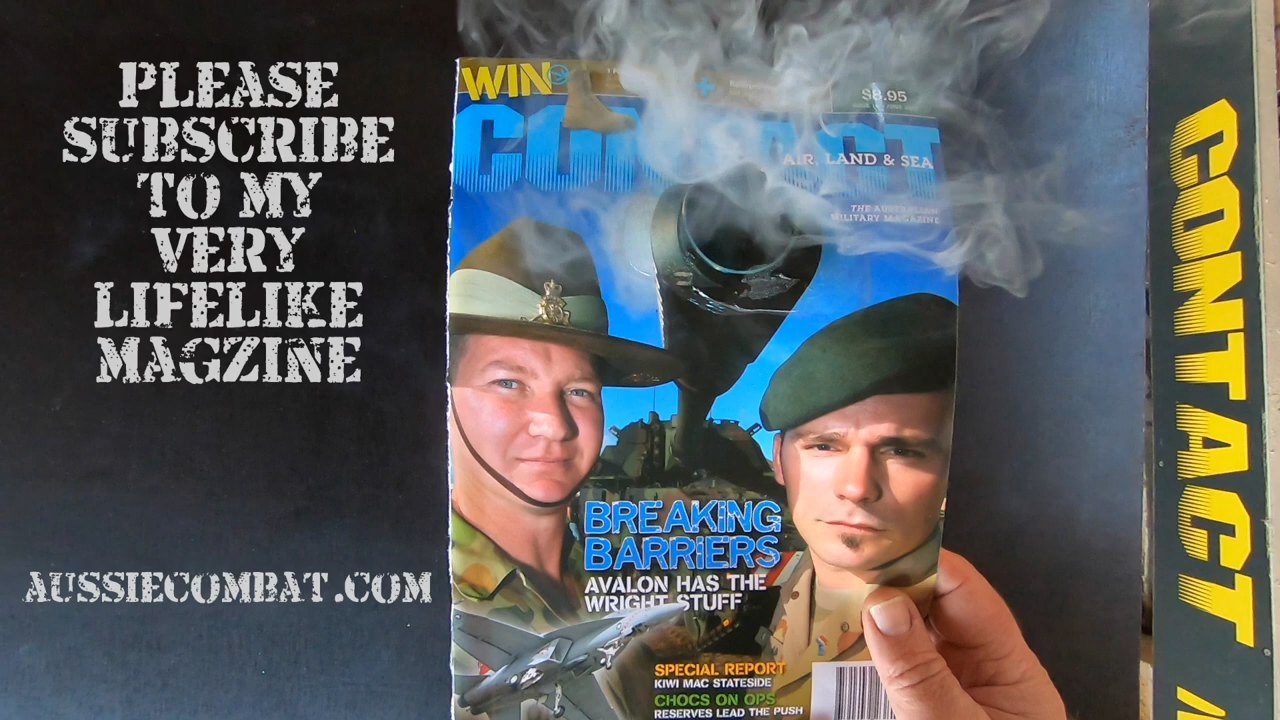 PLEASE
SUBSCRIBE
TO MY
VERY
LIFELIKE
MAGZINE
AUSSIECOMBAT.COM
WIN
+
$8.95
CONTACT
AIR, LAND & SEA
THE AUSTRALIAN
MILITARY MAGAZINE
BREAKING
BARRIERS
AVALON HAS THE
WRIGHT STUFF
SPECIAL REPORT
KIWI MAC STATESIDE
CHOCS ON OPS
RESERVES LEAD THE PUSH
CONTACT